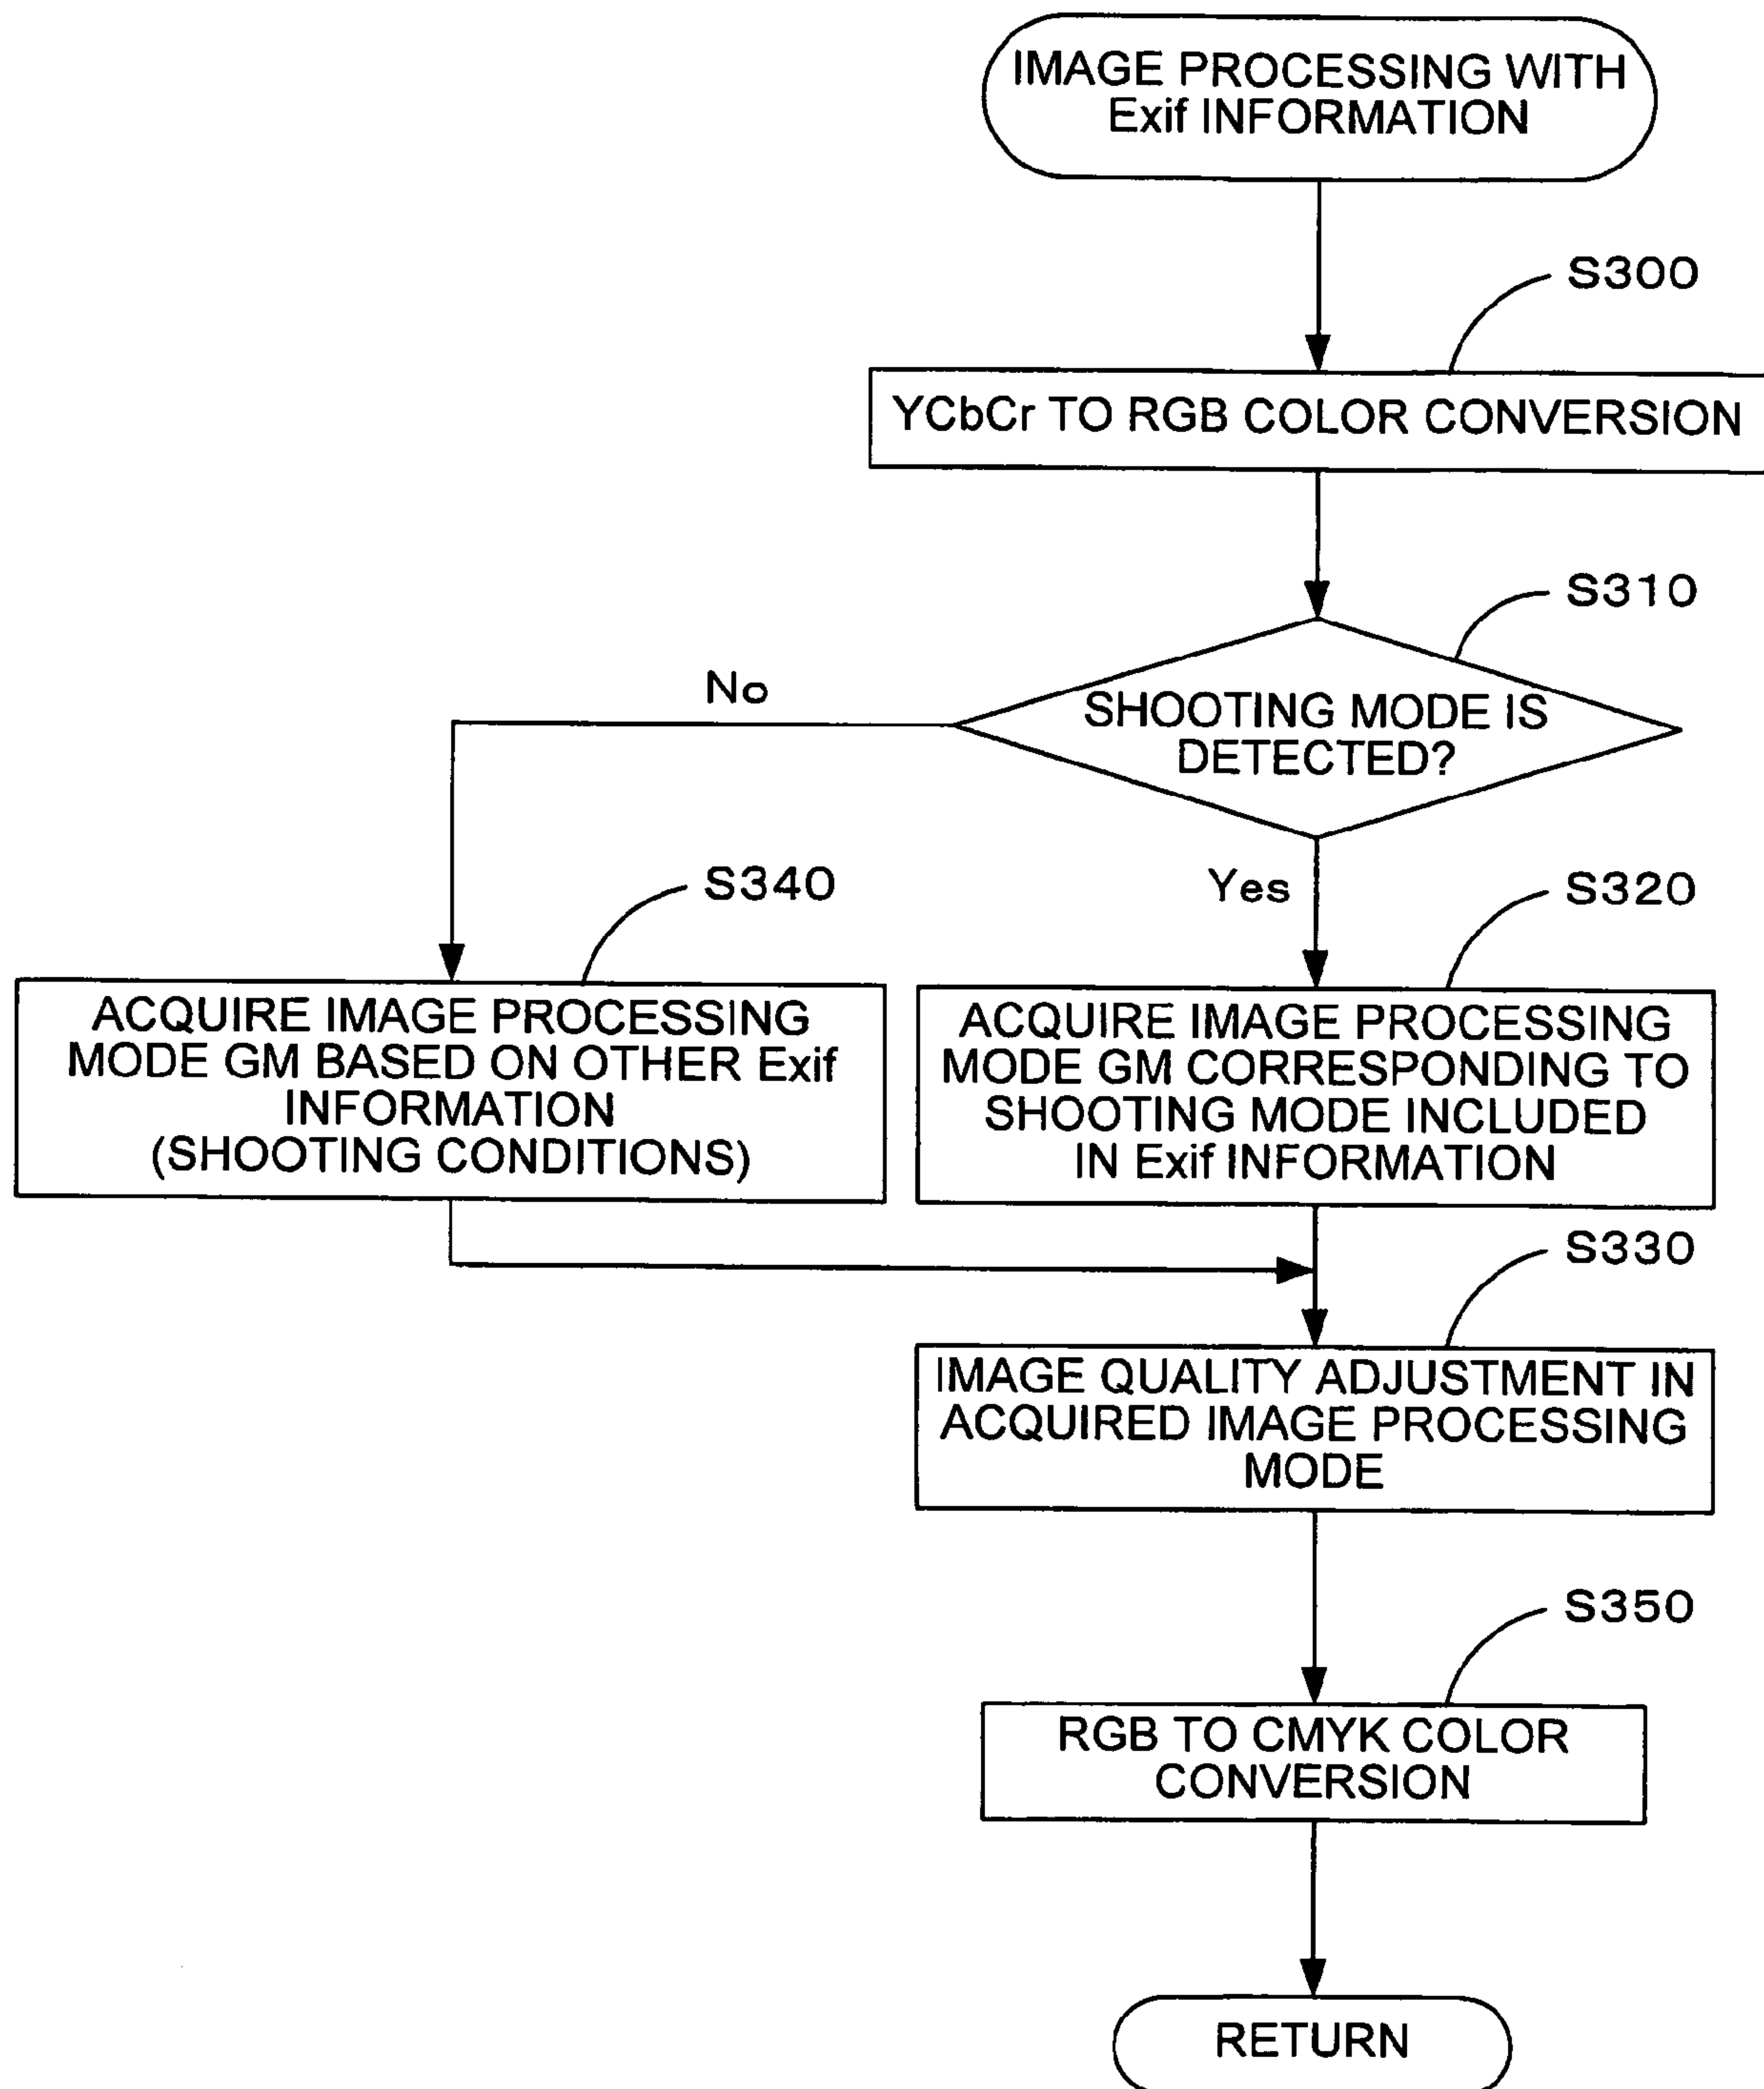 IMAGE PROCESSING WITH
Exif INFORMATION
S300
YCbCr TO RGB COLOR CONVERSION
S310
No
SHOOTING MODE IS
DETECTED?
S340
Yes
S320
ACQUIRE IMAGE PROCESSING
MODE GM BASED ON OTHER Exif
INFORMATION
(SHOOTING CONDITIONS)
ACQUIRE IMAGE PROCESSING
MODE GM CORRESPONDING TO
SHOOTING MODE INCLUDED
IN Exif INFORMATION
S330
IMAGE QUALITY ADJUSTMENT IN
ACQUIRED IMAGE PROCESSING
MODE
S350
RGB TO CMYK COLOR
CONVERSION
RETURN